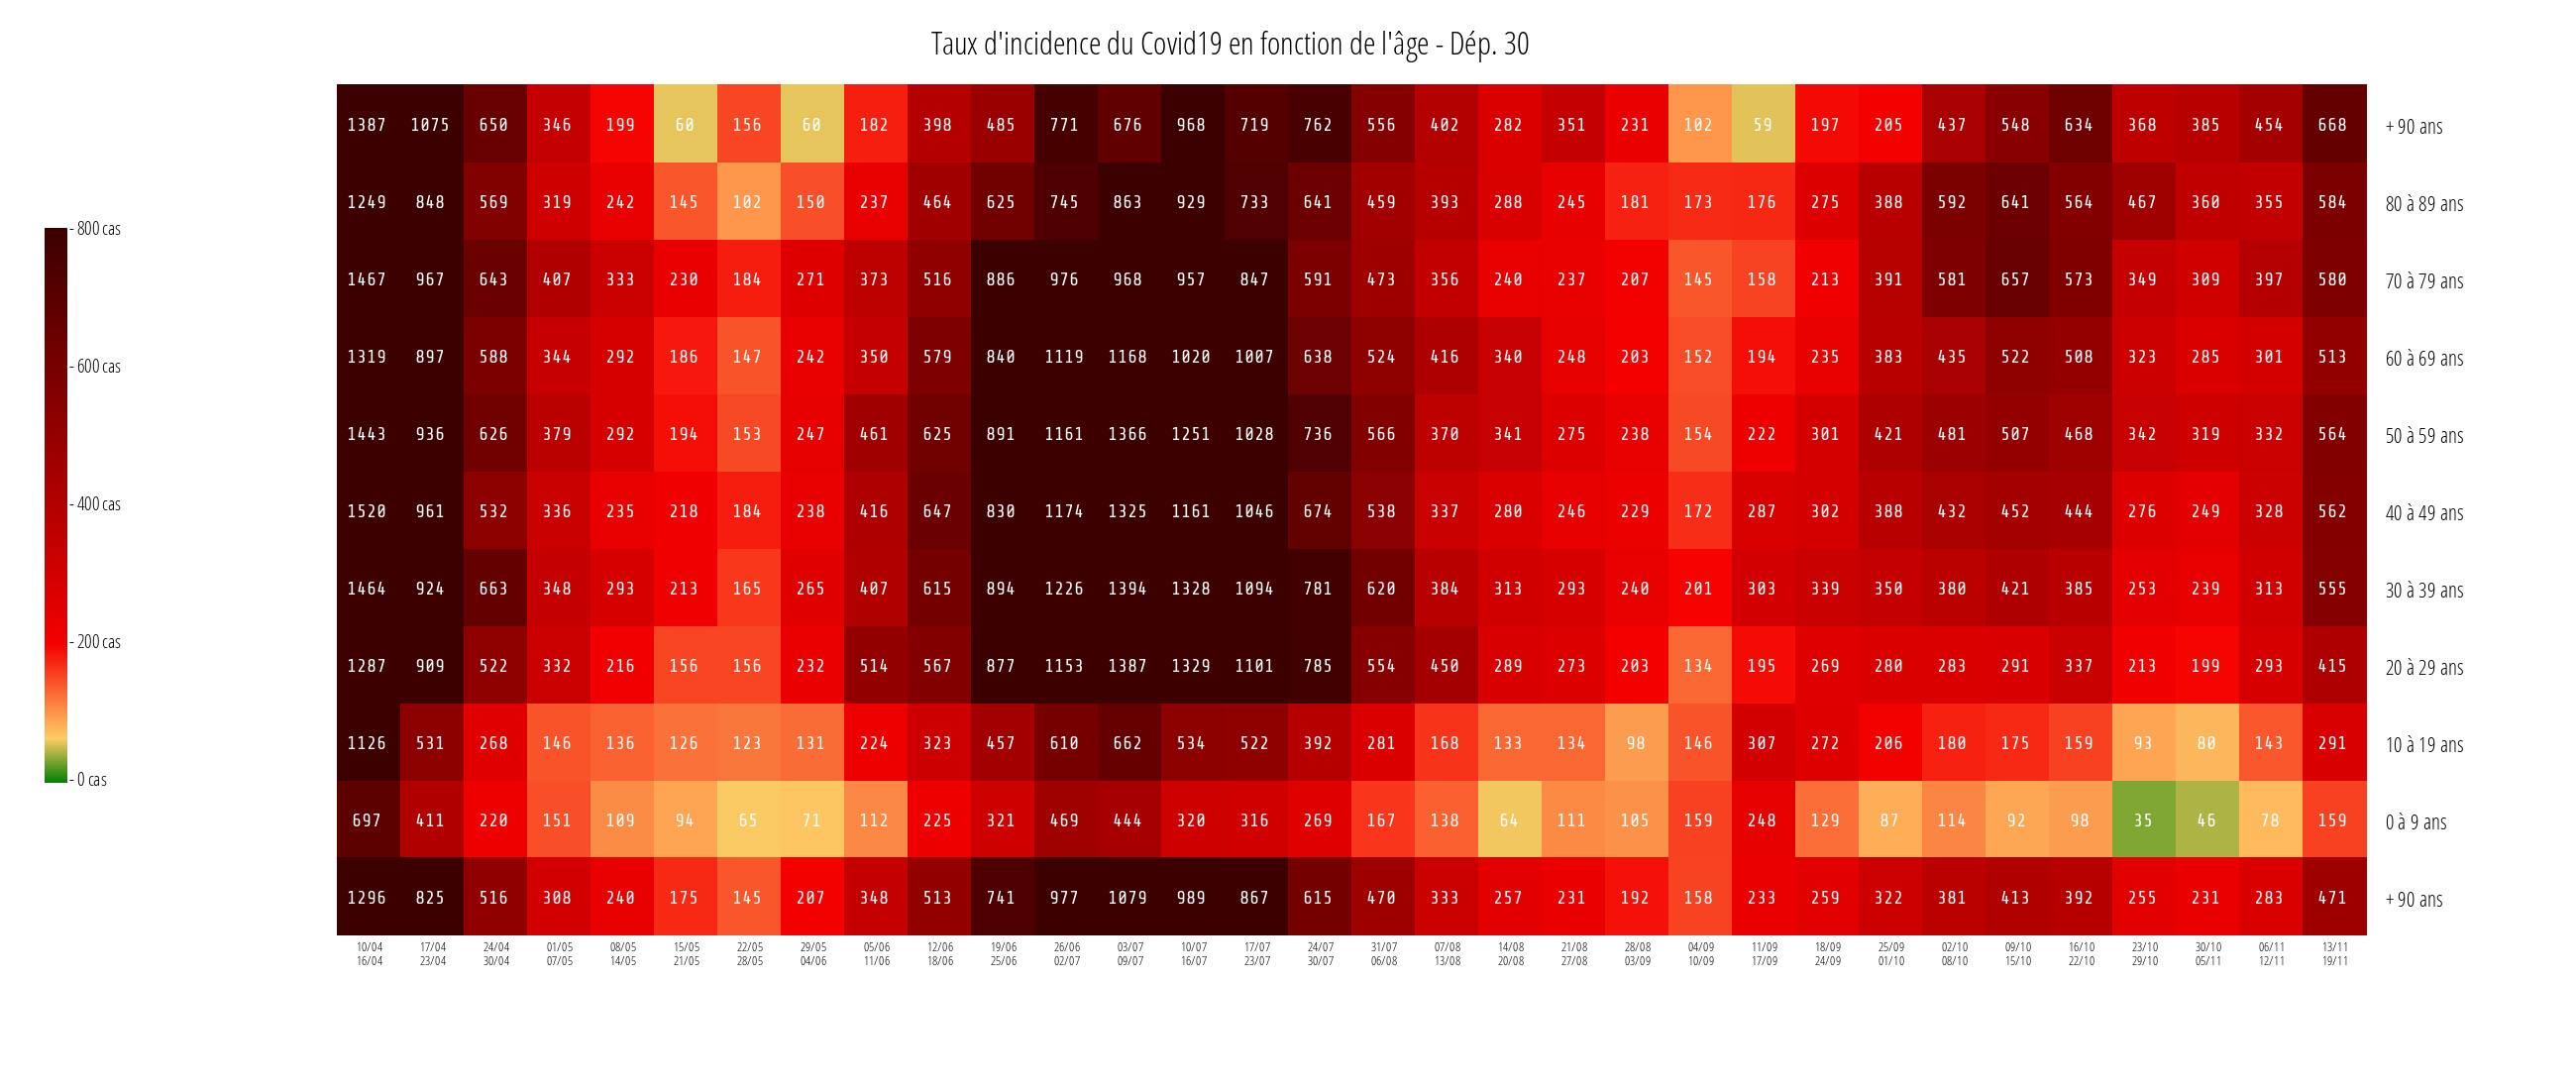 Taux d'incidence du Covid19 en fonction de l'âge - Dép. 30
1387 1075 650 346 199 60 156 60 182 398 485 771 676 968 719 762 556 402 282 351 231 102 59 197 205 437 548 634 368 385 454 668 + 90 ans
1249 848 569 319 242 145 102 150 237 464 625 745 863 929 733 641 459 393 288 245 181 173 176 275 388 592 641 564 467 360 355 584 80 à 89 ans
- 800 cas
1467 967 643 407 333 230 184 271 373 516 886 976 968 957 847 591 473 356 240 237 207 145 158 213 391 581 657 573 349 309 397 580 70 à 79 ans
1319 897 588 344 292 186 147 242 350 579 840 1119 1168 1020 1007 638 524 416 340 248 203 152 194 235 383 435 522 508 323 285 301 513 60 à 69 ans
- 600 cas
1443 936 626 379 292 194 153 247 461 625 891 1161 1366 1251 1028 736 566 370 341 275 238 154 222 301 421 481 507 468 342 319 332 564 50 à 59 ans
- 400 cas
1520 961 532 336 235 218 184 238 416 647 830 1174 1325 1161 1046 674 538 337 280 246 229 172 287 302 388 432 452 444 276 249 328 562 40 à 49 ans
1464 924 663 348 293 213 165 265 407 615 894 1226 1394 1328 1094 781 620 384 313 293 240 201 303 339 350 380 421 385 253 239 313 555 30 à 39 ans
- 200 cas
1287 909 522 332 216 156 156 232 514 567 877 1153 1387 1329 1101 785 554 450 289 273 203 134 195 269 280 283 291 337 213 199 293 415 20 à 29 ans
1126 531 268 146 136 126 123 131 224 323 457 610 662 534 522 392 281 168 133 134 98 146 307 272 206 180 175 159 93 80 143 291 10 à 19 ans
- 0 cas
697 411 220 151 109 94 65 71 112 225 321 469 444 320 316 269 167 138 64 111 105 159 248 129 87 114 92 98 35 46 78 159 0 à 9 ans
1296 825 516 308 240 175 145 207 348 513 741 977 1079 989 867 615 470 333 257 231 192 158 233 259 322 381 413 392 255 231 283 471 + 90 ans
10/04 17/04 24/04 01/05 08/05 15/05 22/05 29/05 05/06 12/06 19/06 26/06 03/07 10/07 17/07 24/07 31/07 07/08 14/08 21/08 28/08 04/09 11/09 18/09 25/09 02/10 09/10 16/10 23/10 30/10 06/11 13/11
16/04 23/04 30/04 07/05 14/05 21/05 28/05 04/06 11/06 18/06 25/06 02/07 09/07 16/07 23/07 30/07 06/08 13/08 20/08 27/08 03/09 10/09 17/09 24/09 01/10 08/10 15/10 22/10 29/10 05/11 12/11 19/11